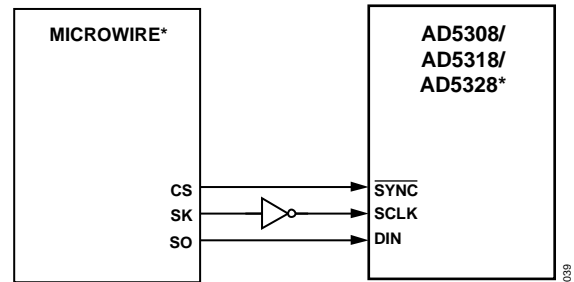 MICROWIRE*
AD5308/
AD5318/
AD5328*
CS
SYNC
SK
SCLK
SO
DIN
039